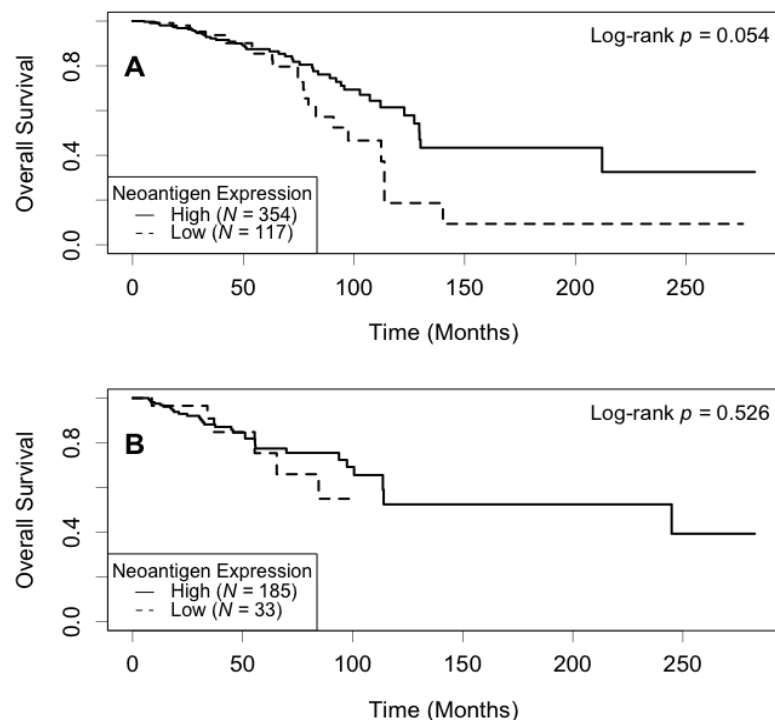 Log-rank p = 0.054
A
Overall Survival
0.8
0.4
0.0
Neoantigen Expression
High (N = 354)
Low (N = 117)
0 50 100 150 200 250
Time (Months)
Log-rank p = 0.526
B
Overall Survival
0.8
0.4
0.0
Neoantigen Expression
High (N = 185)
Low (N = 33)
0 50 100 150 200 250
Time (Months)